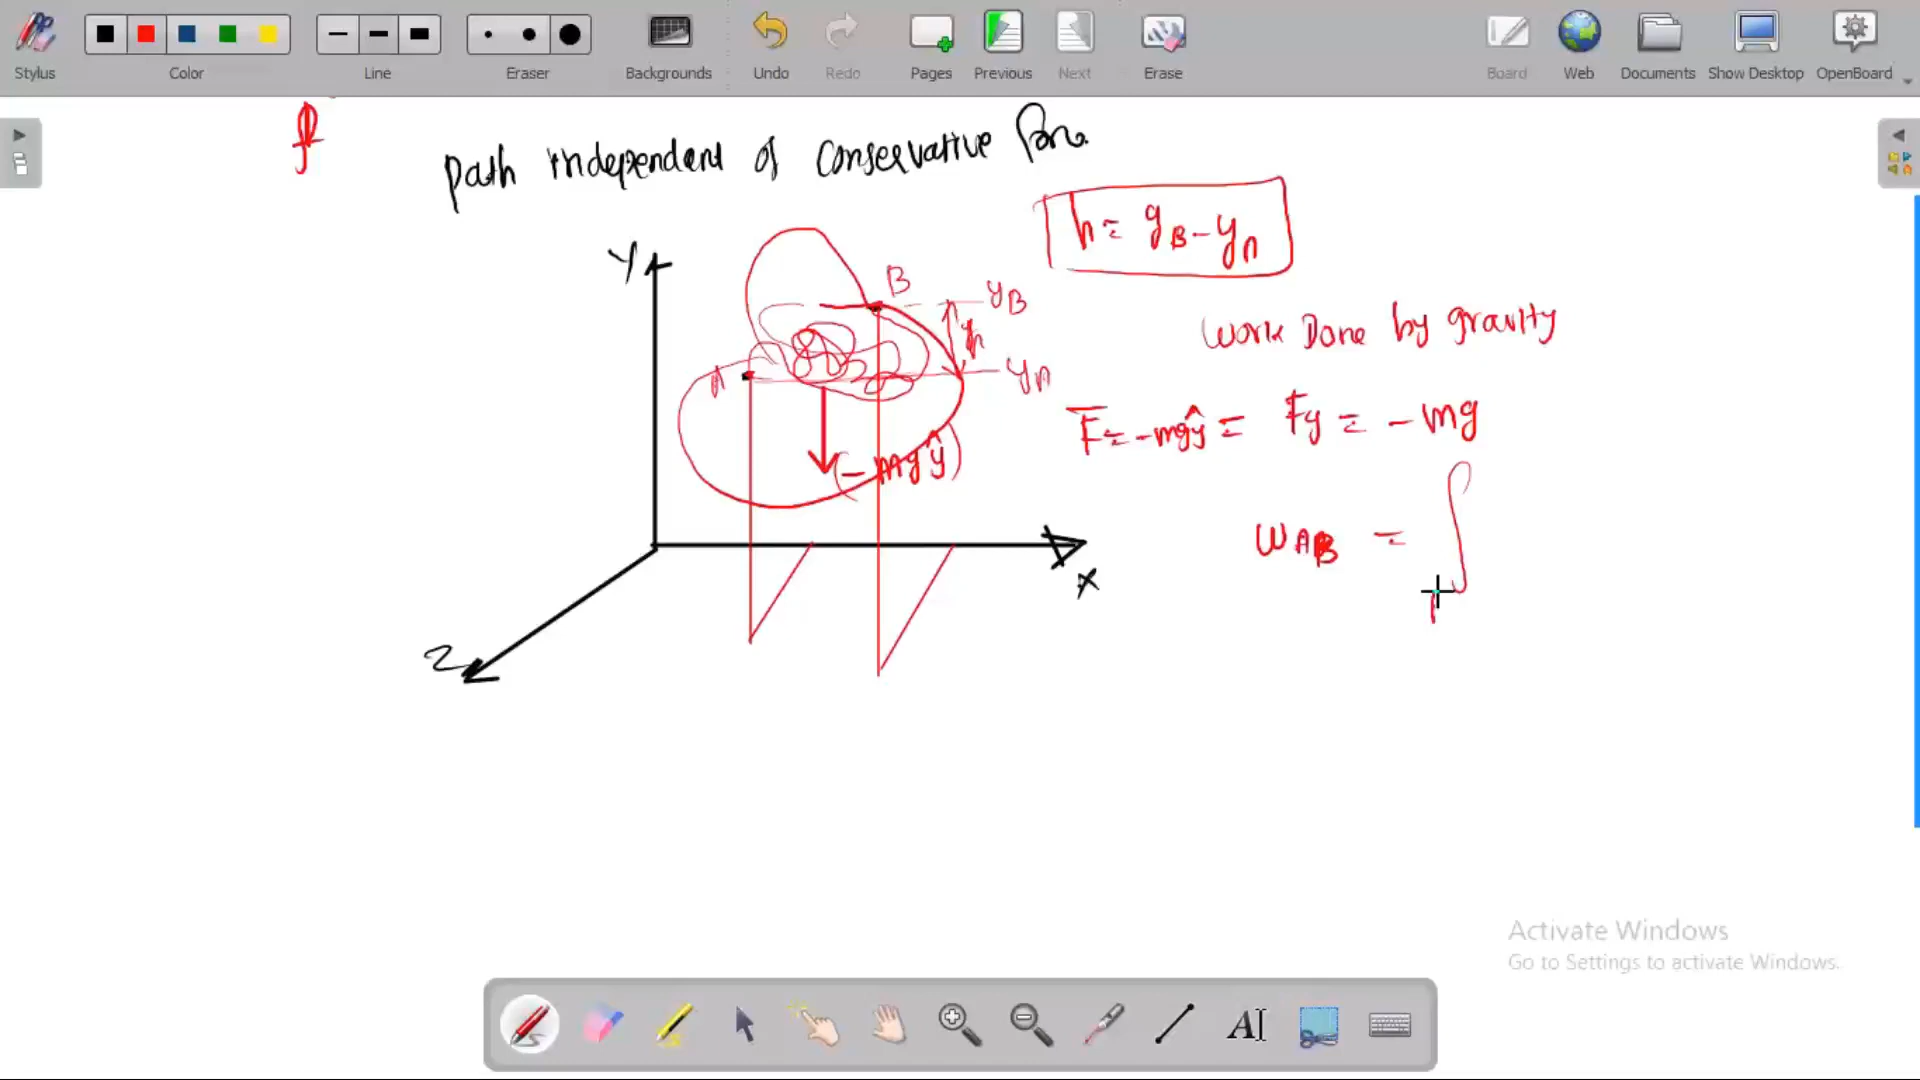 Stylus Color Line Eraser Backgrounds Undo Redo Pages Previous Next Erase Board Web Documents Show Desktop OpenBoard
f
Path independent of conservative
h = yB - yA
Y
B
yB
h
A
yA
work Done by gravity
F = -mgŷ = Fy = -mg
(-mgŷ)
WAB = ∫
X
Z
Activate Windows
Go to Settings to activate Windows.
AI